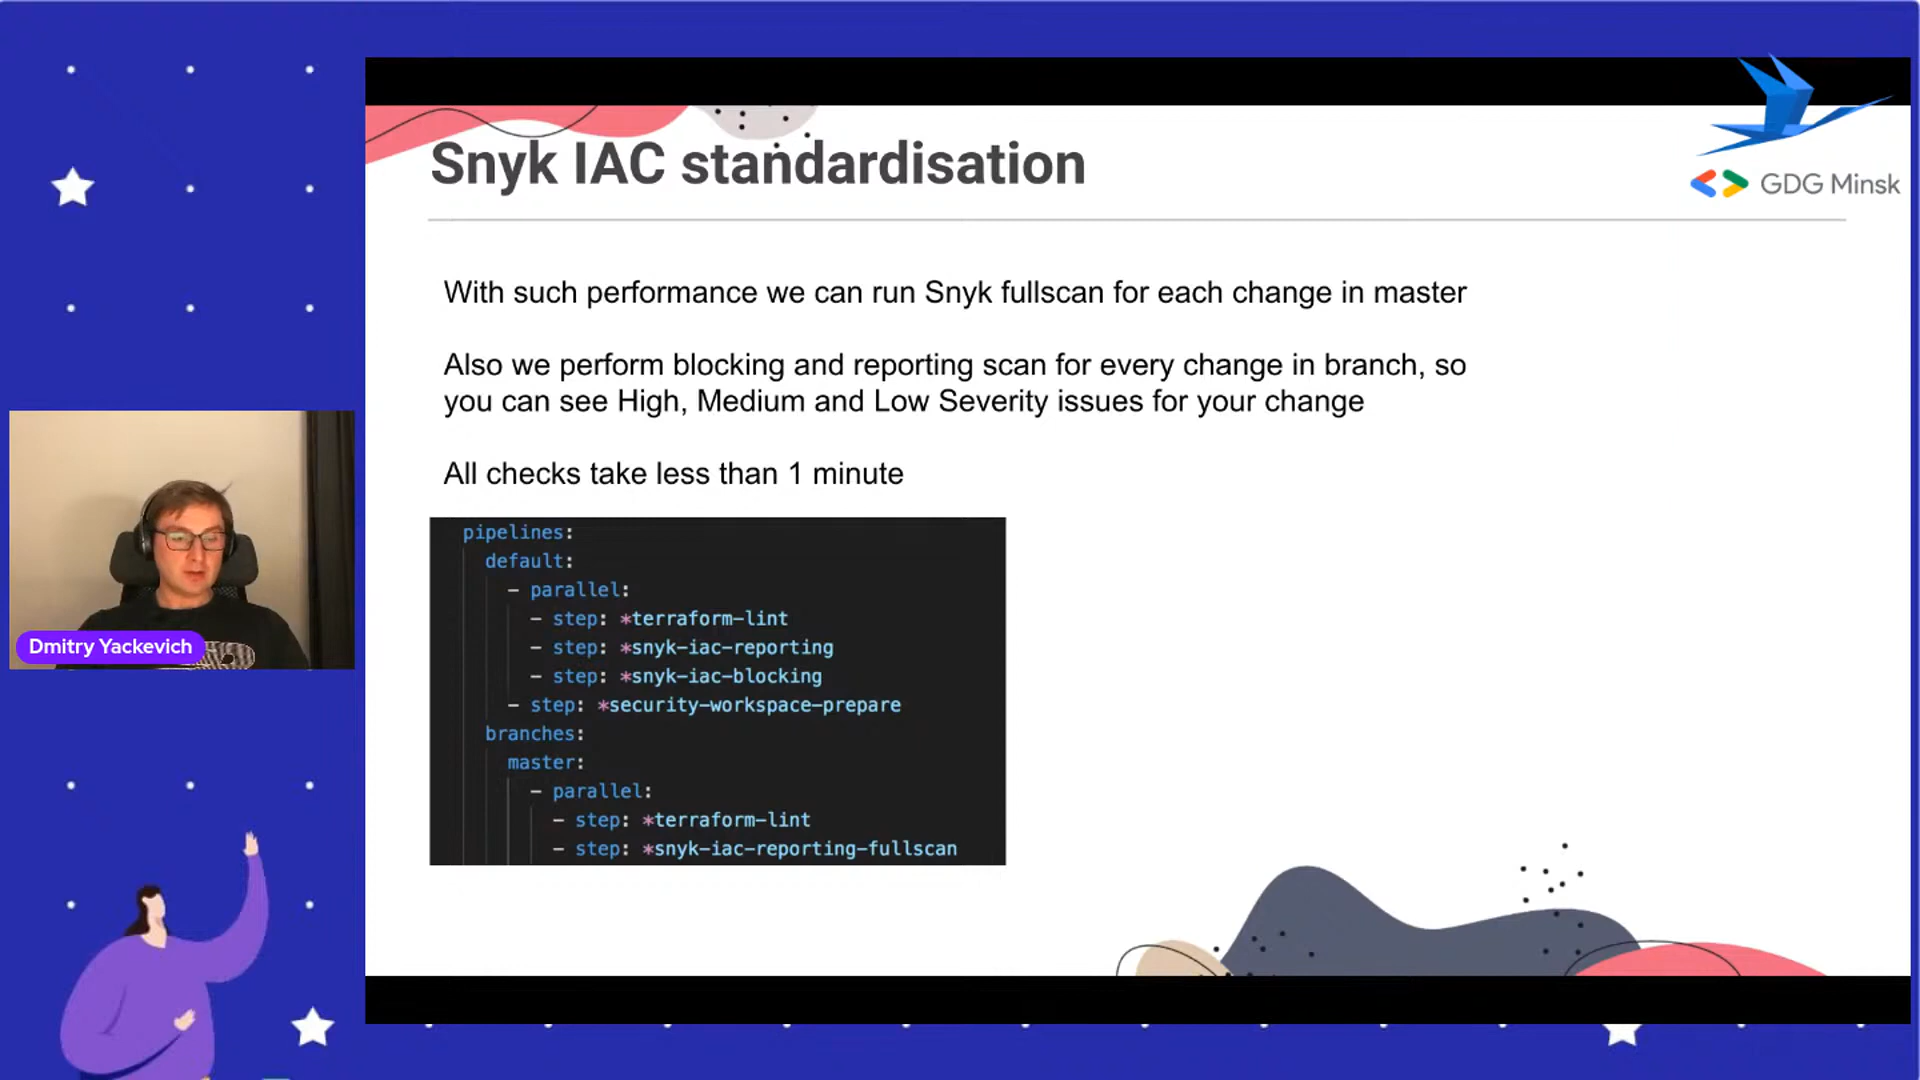 Snyk IAC standardisation
GDG Minsk
With such performance we can run Snyk fullscan for each change in master
Also we perform blocking and reporting scan for every change in branch, so
you can see High, Medium and Low Severity issues for your change
All checks take less than 1 minute
pipelines:
default:
- parallel:
- step: *terraform-lint
- step: *snyk-iac-reporting
- step: *snyk-iac-blocking
- step: *security-workspace-prepare
branches:
master:
- parallel:
- step: *terraform-lint
- step: *snyk-iac-reporting-fullscan
Dmitry Yackevich